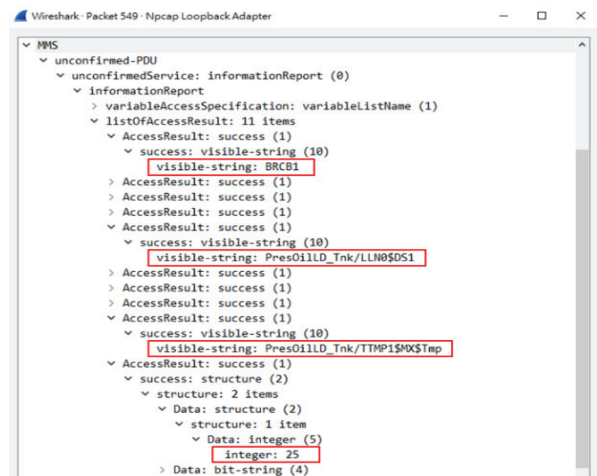 Wireshark · Packet 549 · Npcap Loopback Adapter
MMS
unconfirmed-PDU
unconfirmedService: informationReport (0)
informationReport
variableAccessSpecification: variableListName (1)
listOfAccessResult: 11 items
AccessResult: success (1)
success: visible-string (10)
visible-string: BRCB1
AccessResult: success (1)
AccessResult: success (1)
AccessResult: success (1)
AccessResult: success (1)
success: visible-string (10)
visible-string: PresOilLD_Tnk/LLN0$DS1
AccessResult: success (1)
AccessResult: success (1)
AccessResult: success (1)
AccessResult: success (1)
success: visible-string (10)
visible-string: PresOilLD_Tnk/TTMP1$MX$Tmp
AccessResult: success (1)
success: structure (2)
structure: 2 items
Data: structure (2)
structure: 1 item
Data: integer (5)
integer: 25
Data: bit-string (4)